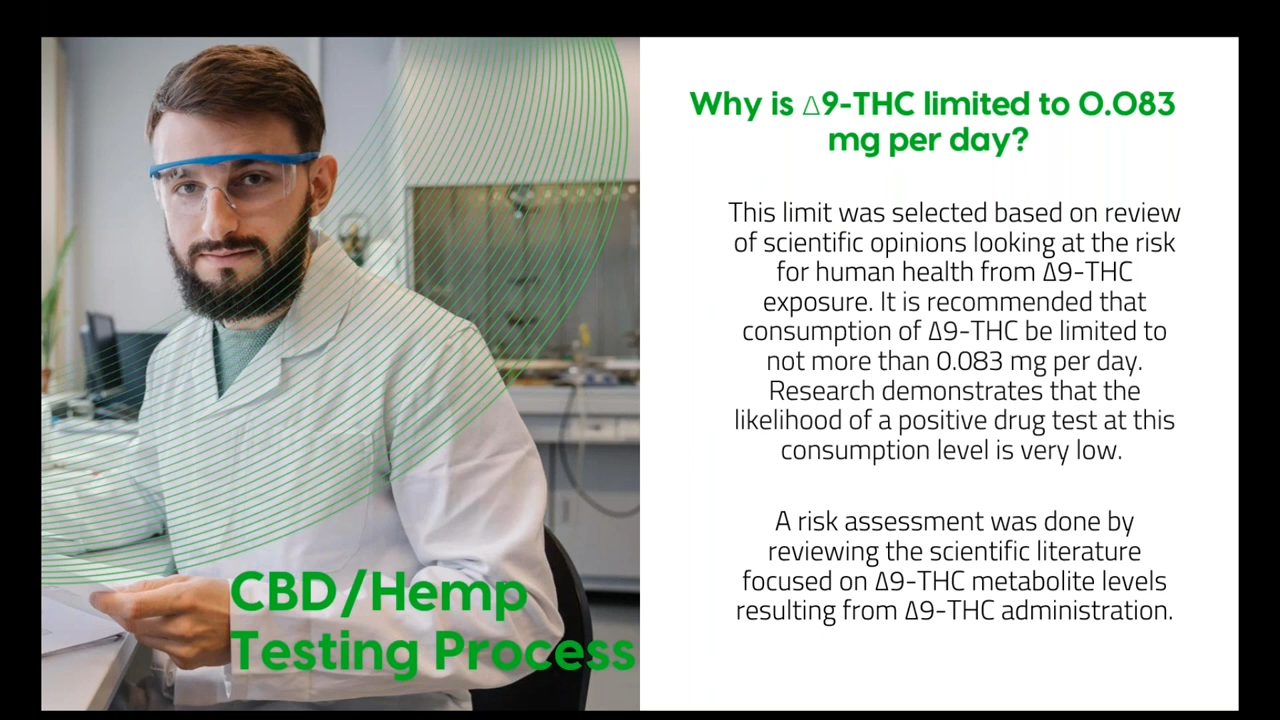 CBD/Hemp
Testing Process
Why is Δ9-THC limited to 0.083
mg per day?
This limit was selected based on review
of scientific opinions looking at the risk
for human health from Δ9-THC
exposure. It is recommended that
consumption of Δ9-THC be limited to
not more than 0.083 mg per day.
Research demonstrates that the
likelihood of a positive drug test at this
consumption level is very low.
A risk assessment was done by
reviewing the scientific literature
focused on Δ9-THC metabolite levels
resulting from Δ9-THC administration.